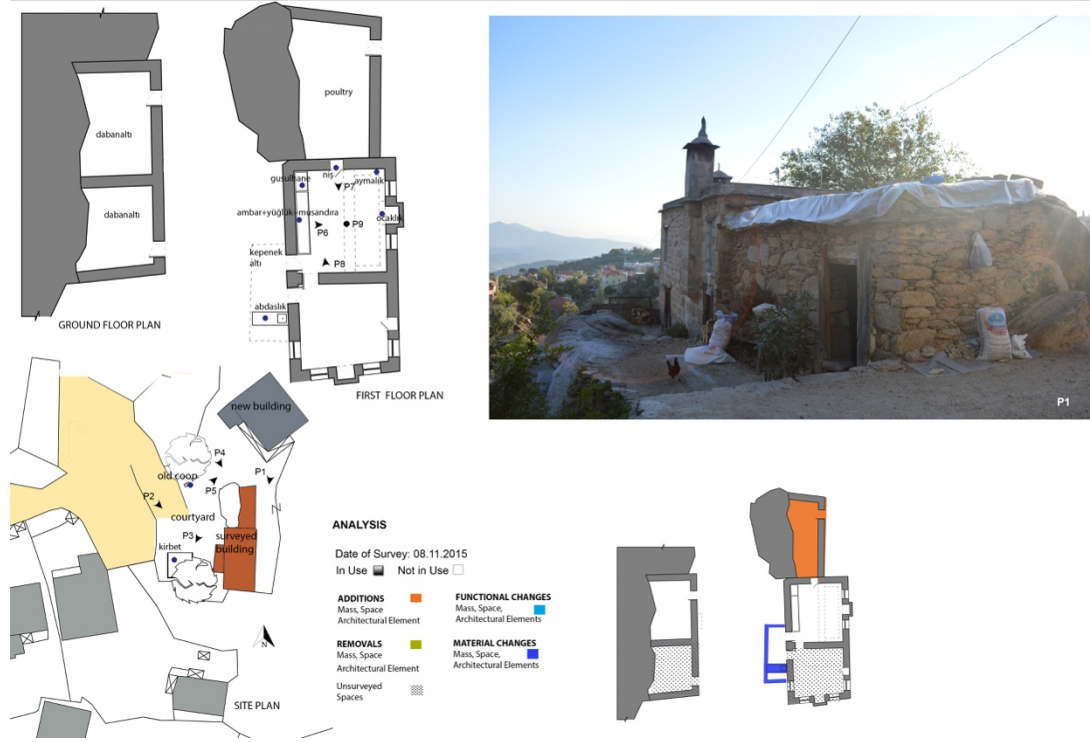 dabanaltı
dabanaltı
GROUND FLOOR PLAN
poultry
gusulhane
niş
P7
aymalık
ambar+yüğlük+musandıra
P6
P9
ocaklık
kepenek
altı
P8
abdaslık
FIRST FLOOR PLAN
P1
new building
P4
P1
old coop
P5
P2
courtyard
P3
surveyed
building
kirbet
N
SITE PLAN
ANALYSIS
Date of Survey: 08.11.2015
In Use Not in Use
ADDITIONS
Mass, Space
Architectural Element
FUNCTIONAL CHANGES
Mass, Space,
Architectural Elements
REMOVALS
Mass, Space
Architectural Element
MATERIAL CHANGES
Mass, Space,
Architectural Elements
Unsurveyed
Spaces